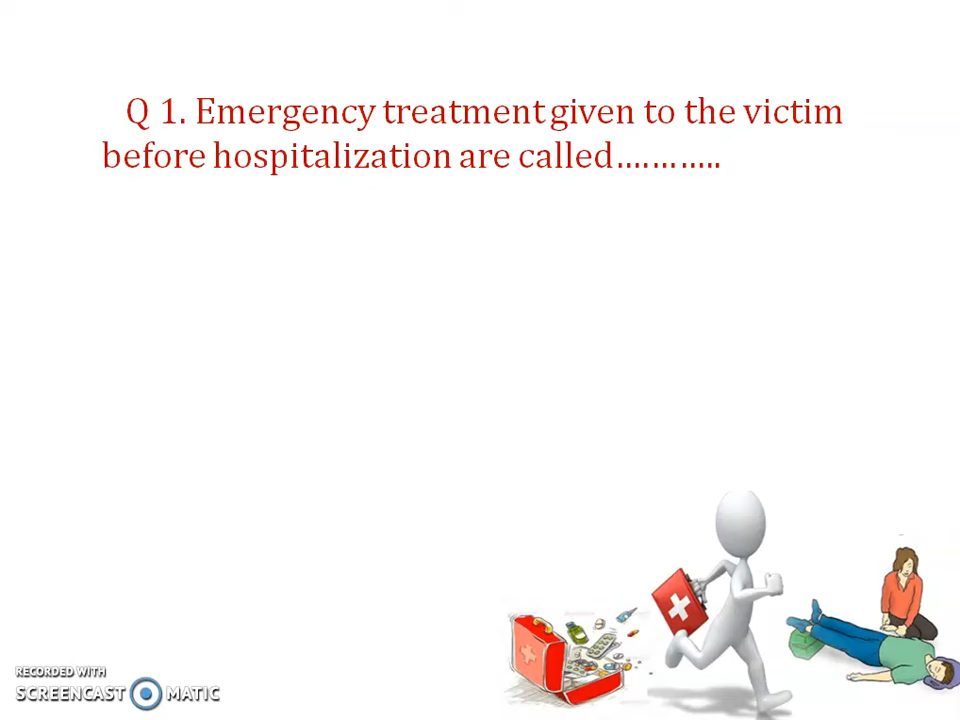 Q 1. Emergency treatment given to the victim
before hospitalization are called………..
RECORDED WITH
SCREENCAST MATIC